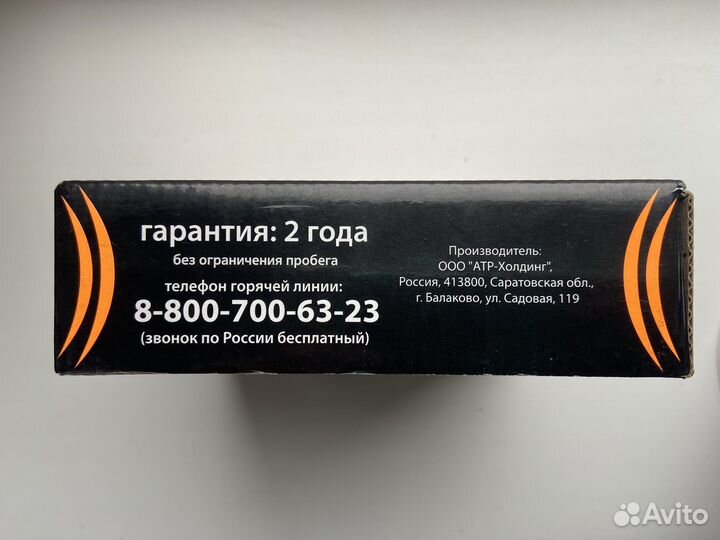 гарантия: 2 года
без ограничения пробега
телефон горячей линии:
8-800-700-63-23
(звонок по России бесплатный)
Производитель:
ООО "АТР-Холдинг",
Россия, 413800, Саратовская обл.,
г. Балаково, ул. Садовая, 119
Avito